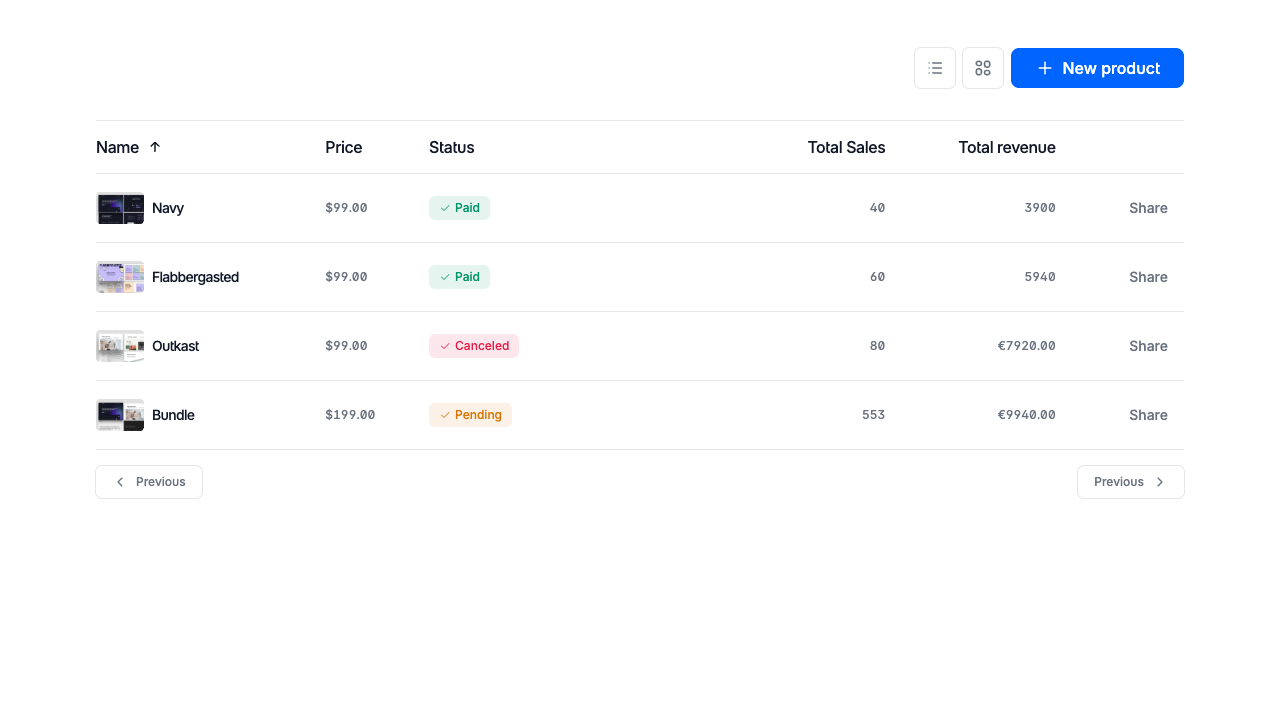 New product
Name Price Status Total Sales Total revenue
Navy $99.00 Paid 40 3900 Share
Flabbergasted $99.00 Paid 60 5940 Share
Outkast $99.00 Canceled 80 €7920.00 Share
Bundle $199.00 Pending 553 €9940.00 Share
Previous Previous